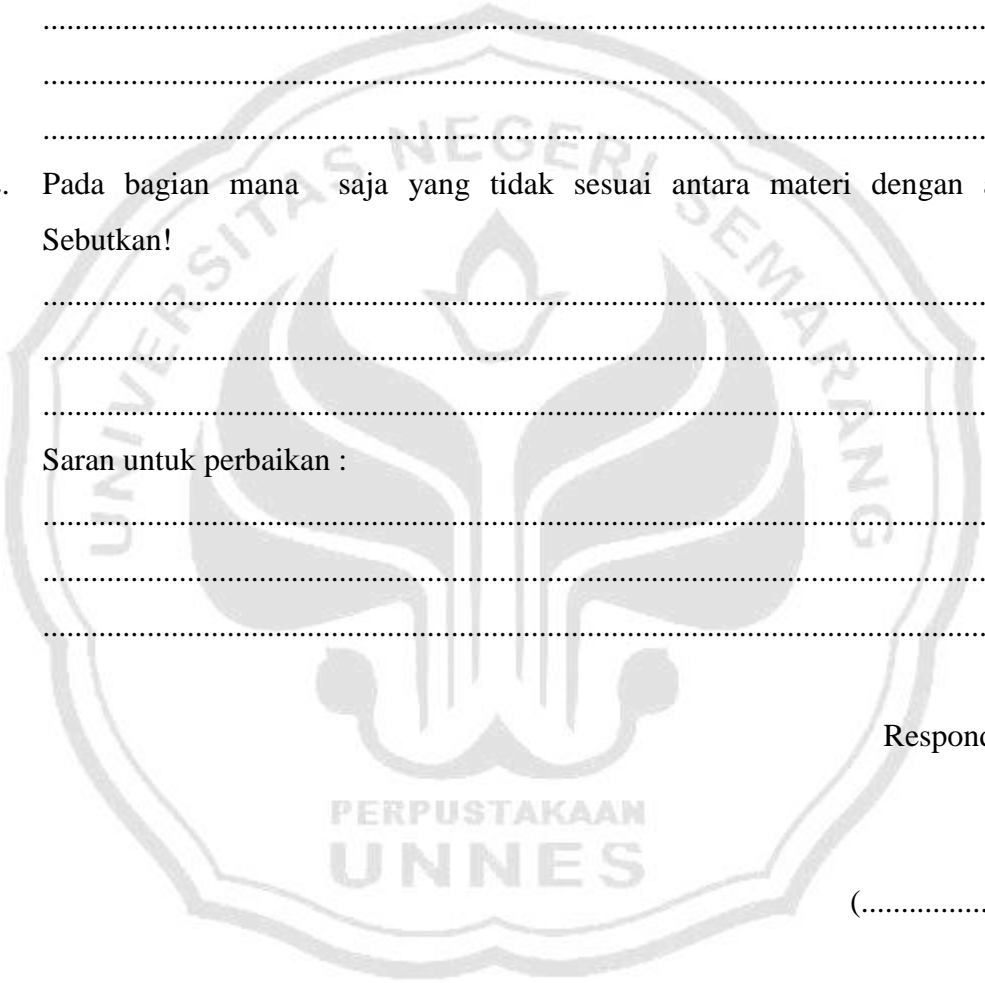 ................................................................................................................
................................................................................................................
................................................................................................................
. Pada bagian mana saja yang tidak sesuai antara materi dengan
Sebutkan!
................................................................................................................
................................................................................................................
................................................................................................................
Saran untuk perbaikan :
................................................................................................................
................................................................................................................
................................................................................................................
Respond
(................
UNIVERSITAS NEGERI SEMARANG
PERPUSTAKAAN
UNNES